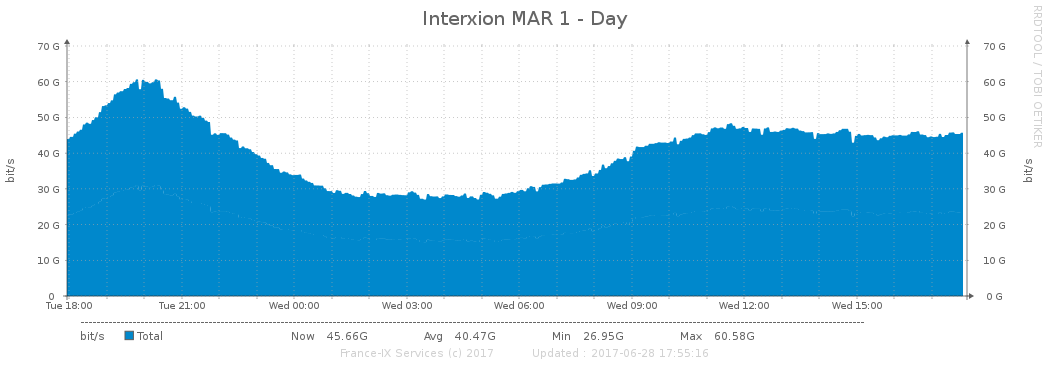 Interxion MAR 1 - Day
RRDTOOL / TOBI OETIKER
70 G 70 G
60 G 60 G
50 G 50 G
40 G 40 G
30 G 30 G
20 G 20 G
10 G 10 G
0 0 G
bit/s bit/s
Tue 18:00 Tue 21:00 Wed 00:00 Wed 03:00 Wed 06:00 Wed 09:00 Wed 12:00 Wed 15:00
bit/s Total Now 45.66G Avg 40.47G Min 26.95G Max 60.58G
France-IX Services (c) 2017 Updated : 2017-06-28 17:55:16